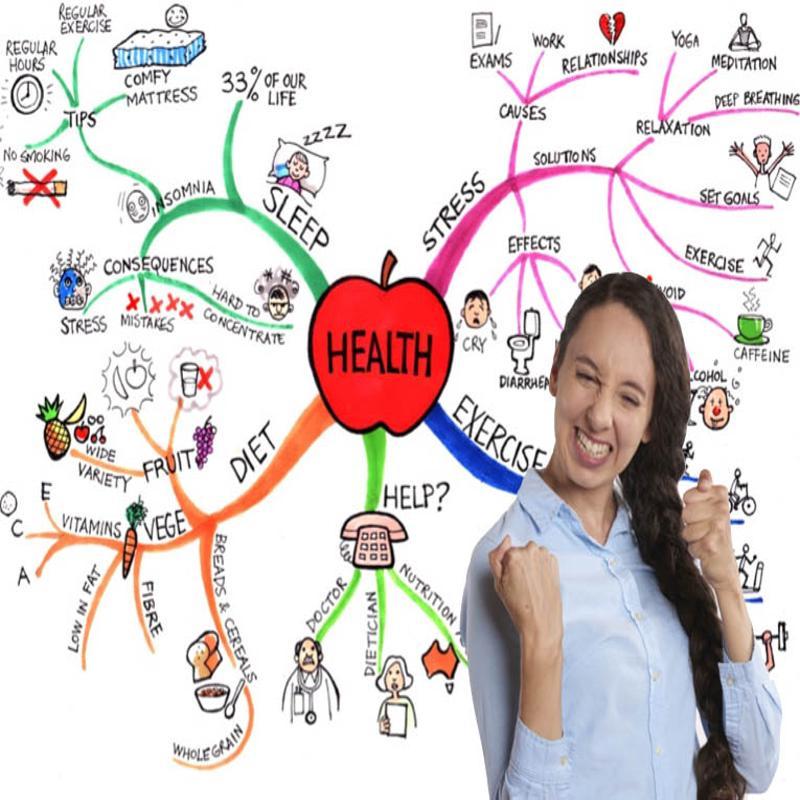 REGULAR
EXERCISE
REGULAR
HOURS
COMFY
MATTRESS
TIPS
NO SMOKING
33% OF OUR
LIFE
ZZZZ
INSOMNIA
SLEEP
CONSEQUENCES
STRESS
MISTAKES
HARD TO
CONCENTRATE
EXAMS
WORK
RELATIONSHIPS
CAUSES
YOGA
MEDITATION
DEEP BREATHING
RELAXATION
SOLUTIONS
STRESS
SET GOALS
EFFECTS
EXERCISE
CRY
CAFFEINE
HEALTH
DIET
FRUIT
WIDE
VARIETY
VEGE
VITAMINS
E
C
A
LOW IN FAT
FIBRE
BREADS & CEREALS
WHOLEGRAIN
HELP?
DOCTOR
DIETICIAN
NUTRITION
EXERCISE